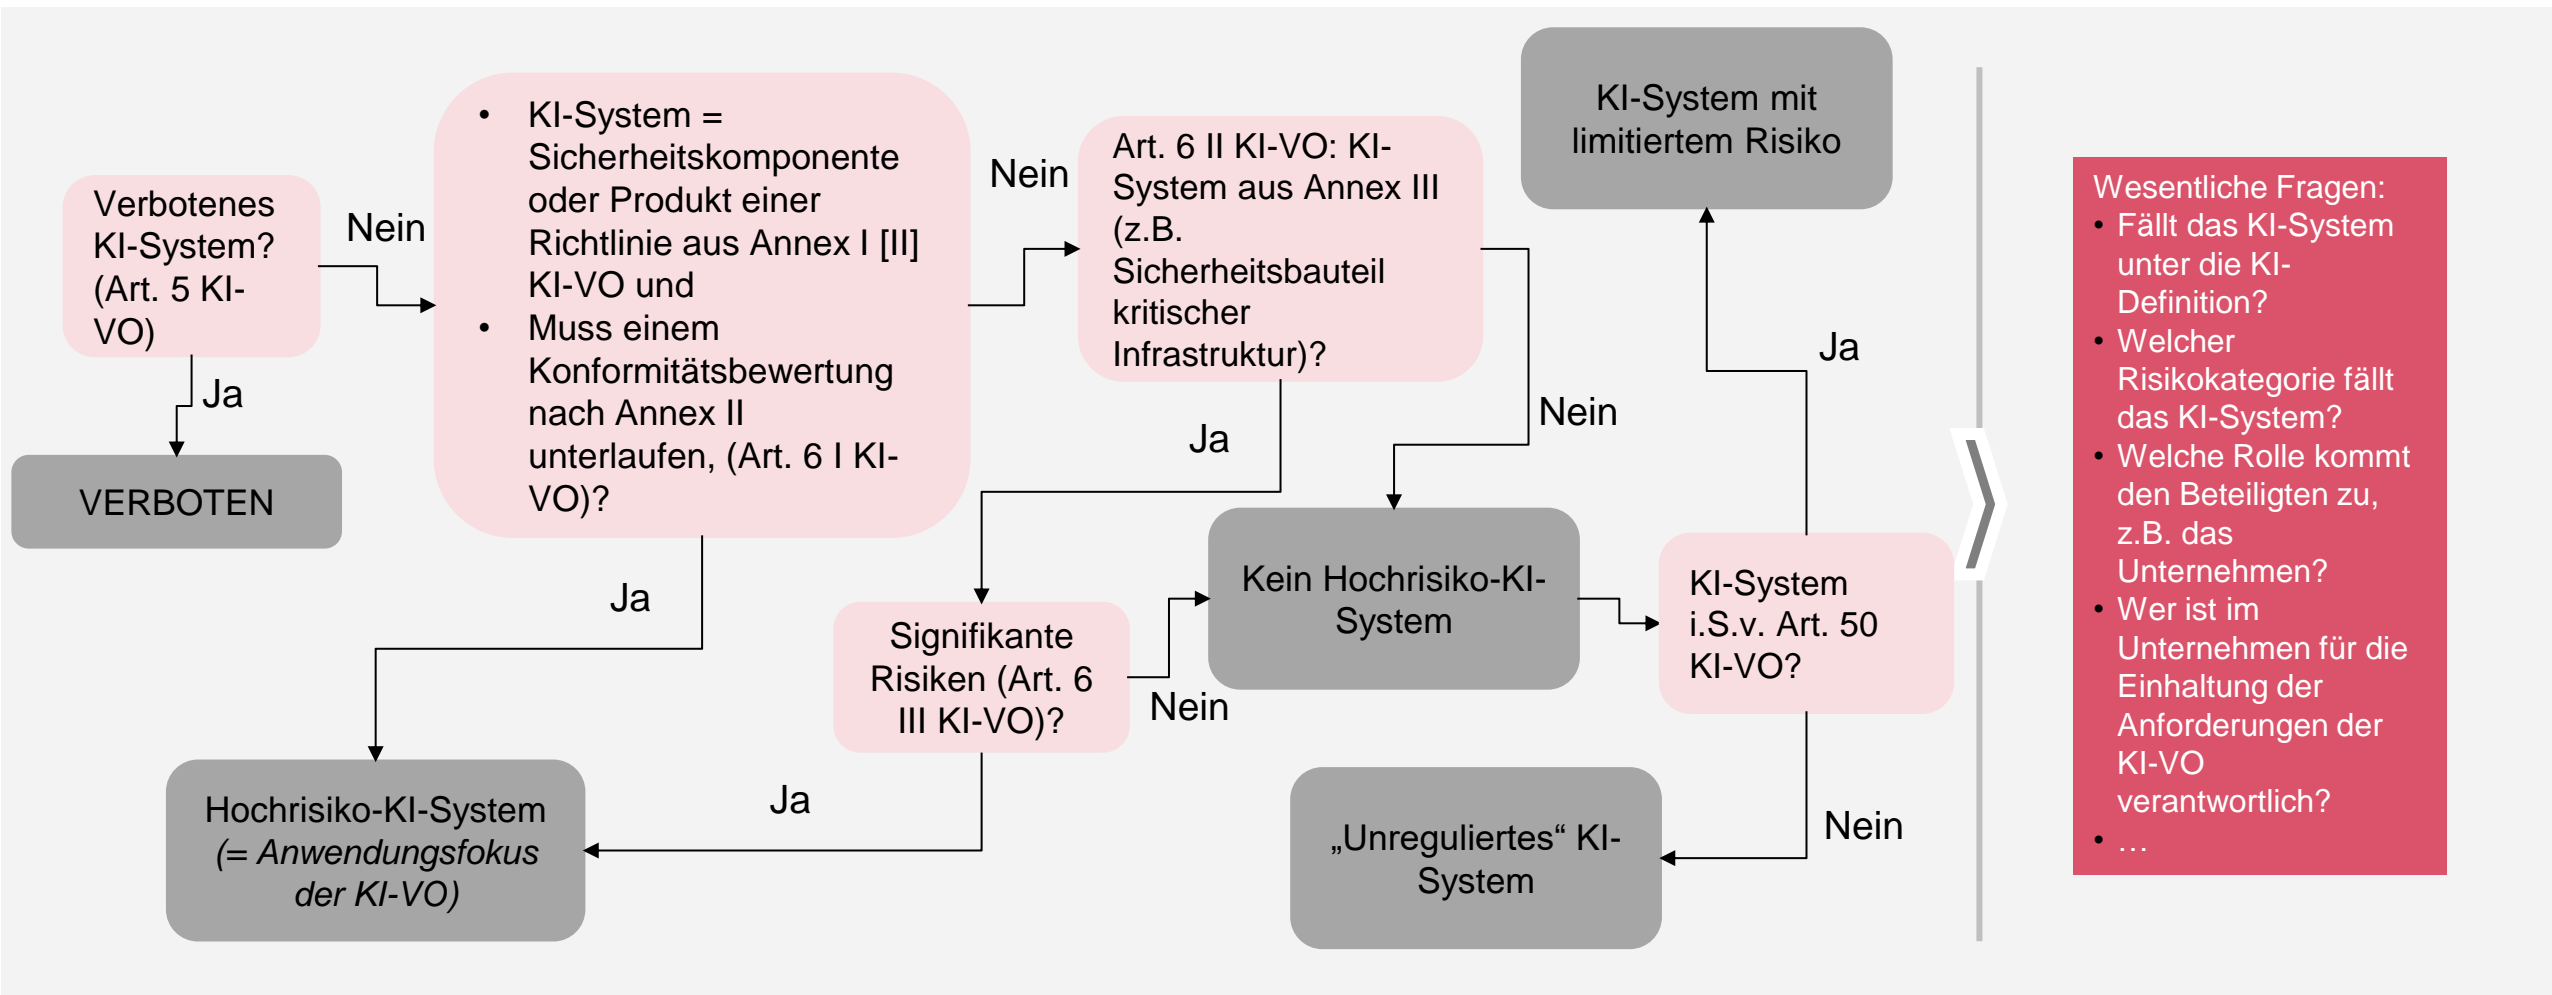 Verbotenes
KI-System?
(Art. 5 KI-
VO)
Nein
Ja
VERBOTEN
• KI-System =
Sicherheitskomponente
oder Produkt einer
Richtlinie aus Annex I [II]
KI-VO und
• Muss einem
Konformitätsbewertung
nach Annex II
unterlaufen, (Art. 6 I KI-
VO)?
Nein
Ja
Art. 6 II KI-VO: KI-
System aus Annex III
(z.B.
Sicherheitsbauteil
kritischer
Infrastruktur)?
Ja
Nein
Signifikante
Risiken (Art. 6
III KI-VO)?
Nein
Ja
Hochrisiko-KI-System
(= Anwendungsfokus
der KI-VO)
Kein Hochrisiko-KI-
System
KI-System
i.S.v. Art. 50
KI-VO?
Ja
KI-System mit
limitiertem Risiko
Nein
„Unreguliertes“ KI-
System
Wesentliche Fragen:
• Fällt das KI-System
unter die KI-
Definition?
• Welcher
Risikokategorie fällt
das KI-System?
• Welche Rolle kommt
den Beteiligten zu,
z.B. das
Unternehmen?
• Wer ist im
Unternehmen für die
Einhaltung der
Anforderungen der
KI-VO
verantwortlich?
• …